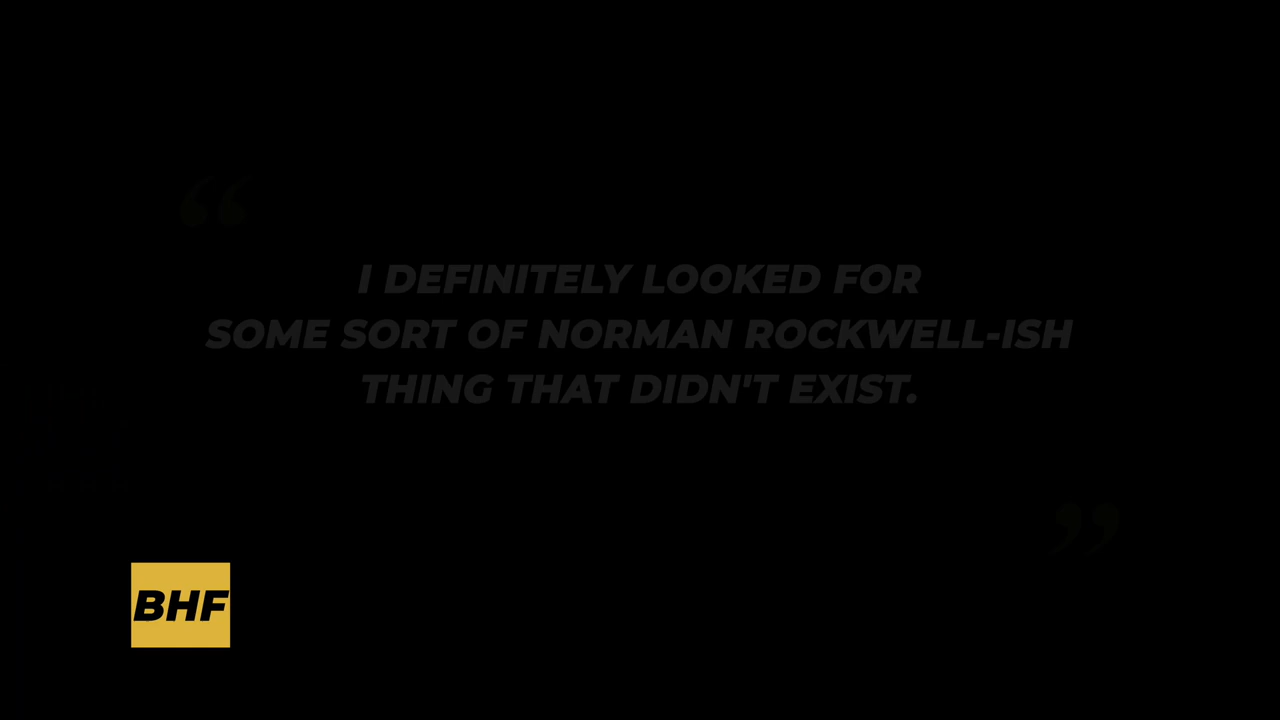 “
I DEFINITELY LOOKED FOR
SOME SORT OF NORMAN ROCKWELL-ISH
THING THAT DIDN'T EXIST.
”
BHF